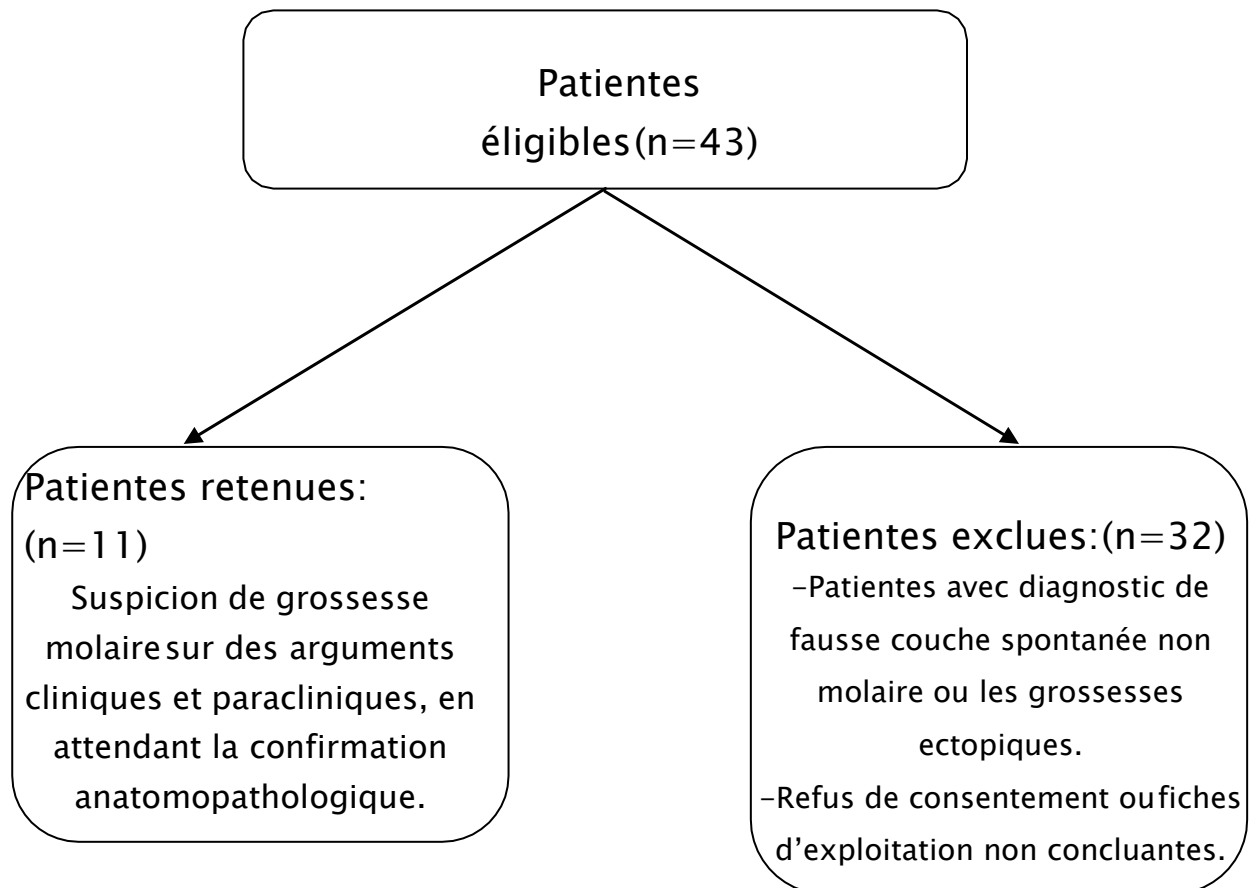 Patientes
éligibles(n=43)
Patientes retenues:
(n=11)
Suspicion de grossesse
molaire sur des arguments
cliniques et paracliniques, en
attendant la confirmation
anatomopathologique.
Patientes exclues:(n=32)
-Patientes avec diagnostic de
fausse couche spontanée non
molaire ou les grossesses
ectopiques.
-Refus de consentement ou fiches
d’exploitation non concluantes.